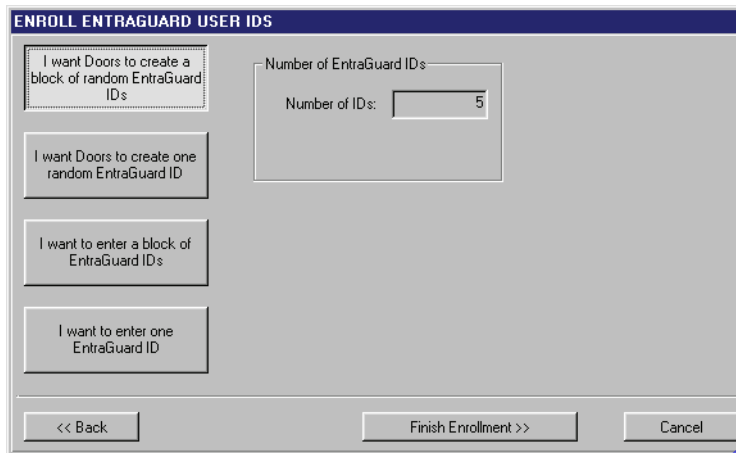 ENROLL ENTRAGUARD USER IDS
I want Doors to create a
block of random EntraGuard
IDs
Number of EntraGuard IDs
Number of IDs: 5
I want Doors to create one
random EntraGuard ID
I want to enter a block of
EntraGuard IDs
I want to enter one
EntraGuard ID
<< Back
Finish Enrollment >>
Cancel